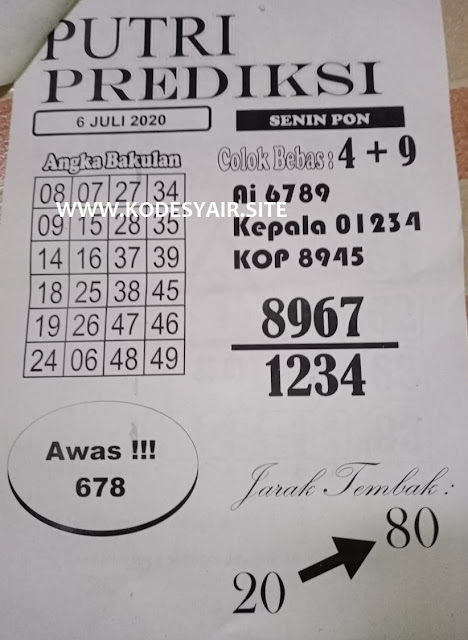 PUTRI
PREDIKSI
6 JULI 2020
SENIN PON
Angka Bakulan
08 07 27 34
09 15 28 35
14 16 37 39
18 25 38 45
19 26 47 46
24 06 48 49
WWW.KODESYAIR.SITE
Colok Bebas : 4 + 9
Ai 6789
Kepala 01234
KOP 8945
8967
1234
Awas !!!
678
Jarak Tembak :
20
80